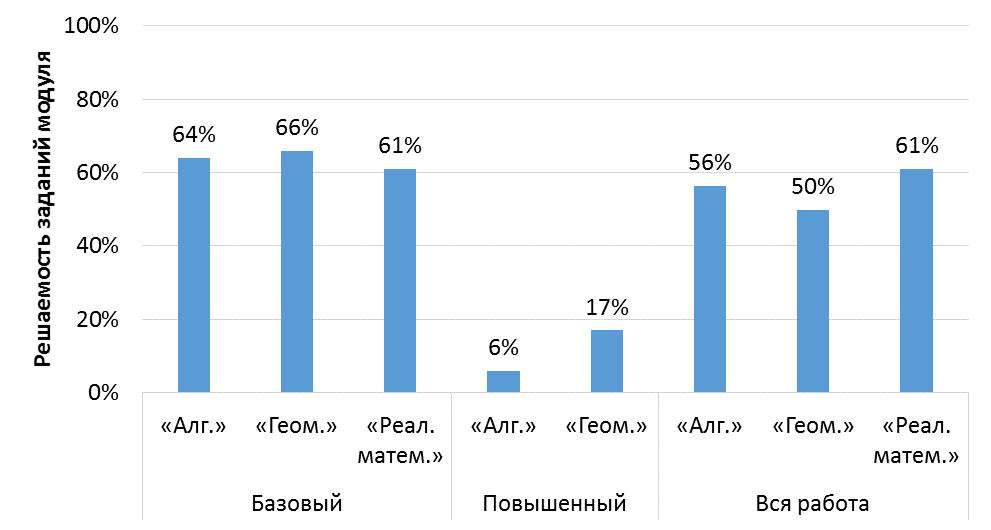 Решаемость заданий модуля
100%
80%
60%
40%
20%
0%
64%
66%
61%
6%
17%
56%
50%
61%
«Алг.»
«Геом.»
«Реал.
матем.»
«Алг.»
«Геом.»
«Алг.»
«Геом.»
«Реал.
матем.»
Базовый
Повышенный
Вся работа